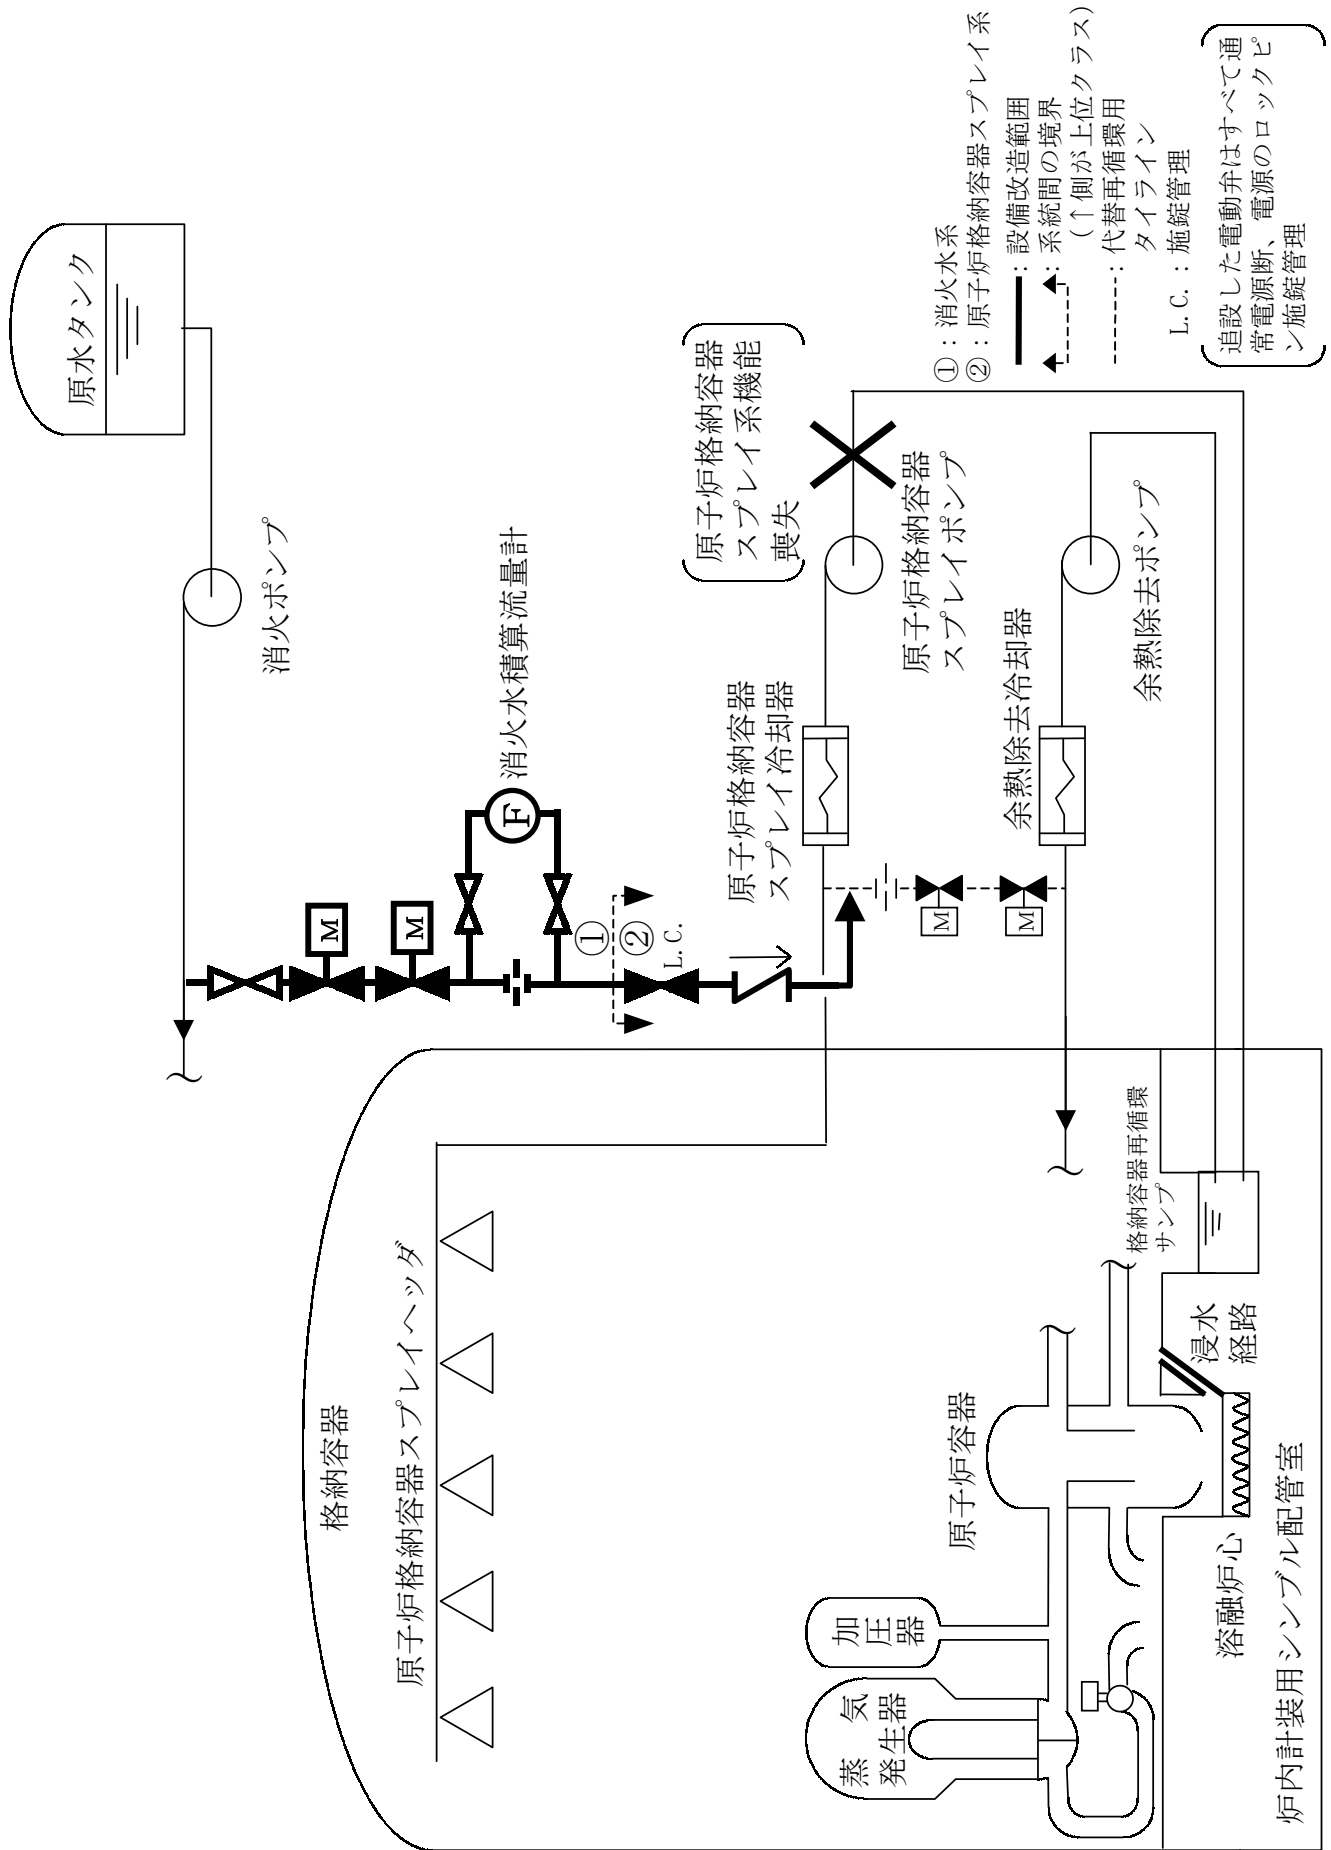 原水タンク
消火ポンプ
消火水積算流量計
M
M
F
①
②
L.C.
原子炉格納容器
スプレイ系機能
喪失
原子炉格納容器
スプレイポンプ
原子炉格納容器
スプレイ冷却器
余熱除去ポンプ
余熱除去冷却器
M
M
①：消火水系
②：原子炉格納容器スプレイ系
：設備改造範囲
：系統間の境界
（↑側が上位クラス）
：代替再循環用
タイライン
L.C.：施錠管理
追設した電動弁はすべて通
常電源断、電源のロックピ
ン施錠管理
格納容器
原子炉格納容器スプレイヘッダ
格納容器再循環
サンプ
原子炉容器
加
圧
器
蒸気
発生器
浸水
経路
溶融炉心
炉内計装用シンブル配管室